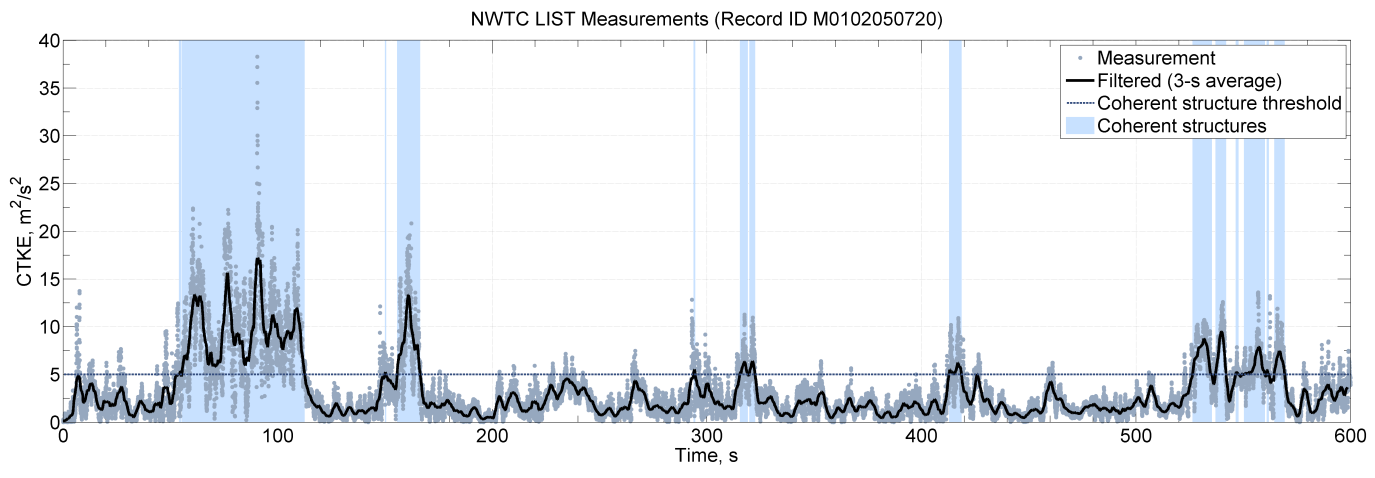 NWTC LIST Measurements (Record ID M0102050720)
CTKE, m²/s²
40
35
30
25
20
15
10
5
0
Measurement
Filtered (3-s average)
Coherent structure threshold
Coherent structures
0 100 200 300 400 500 600
Time, s